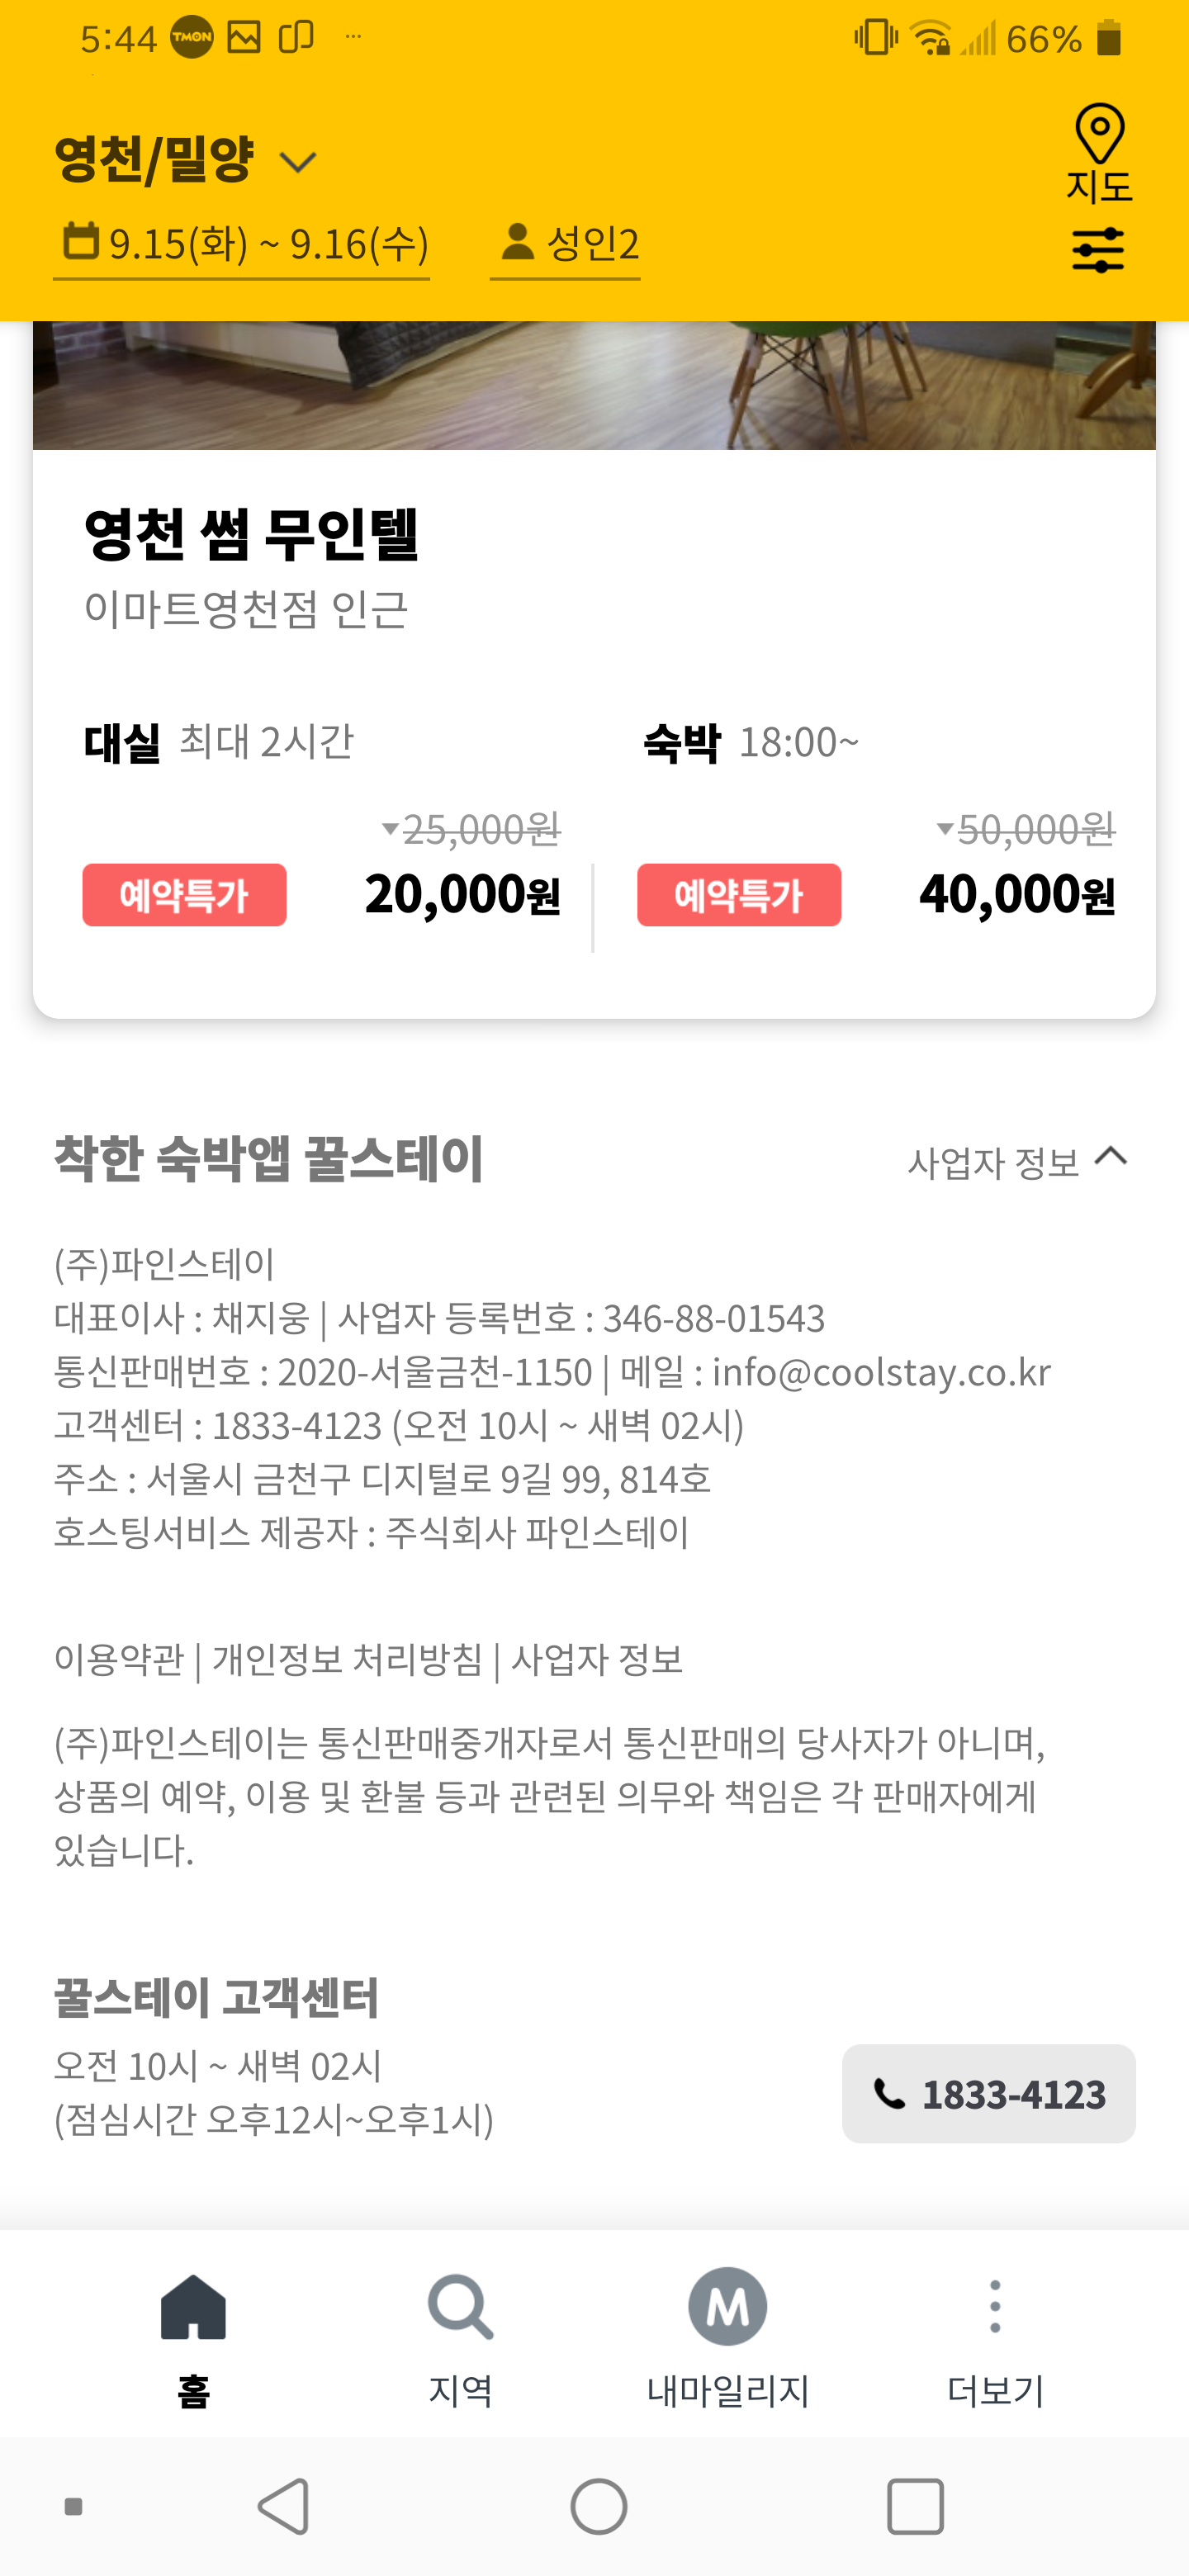 5:44 TMON ... 66%
영천/밀양
지도
9.15(화) ~ 9.16(수) 성인2
영천 썸 무인텔
이마트영천점 인근
대실 최대 2시간 숙박 18:00~
▼25,000원 ▼50,000원
예약특가 20,000원 예약특가 40,000원
착한 숙박앱 꿀스테이 사업자 정보
(주)파인스테이
대표이사 : 채지웅 | 사업자 등록번호 : 346-88-01543
통신판매번호 : 2020-서울금천-1150 | 메일 : info@coolstay.co.kr
고객센터 : 1833-4123 (오전 10시 ~ 새벽 02시)
주소 : 서울시 금천구 디지털로 9길 99, 814호
호스팅서비스 제공자 : 주식회사 파인스테이
이용약관 | 개인정보 처리방침 | 사업자 정보
(주)파인스테이는 통신판매중개자로서 통신판매의 당사자가 아니며,
상품의 예약, 이용 및 환불 등과 관련된 의무와 책임은 각 판매자에게
있습니다.
꿀스테이 고객센터
오전 10시 ~ 새벽 02시
(점심시간 오후12시~오후1시)
1833-4123
M
홈 지역 내마일리지 더보기